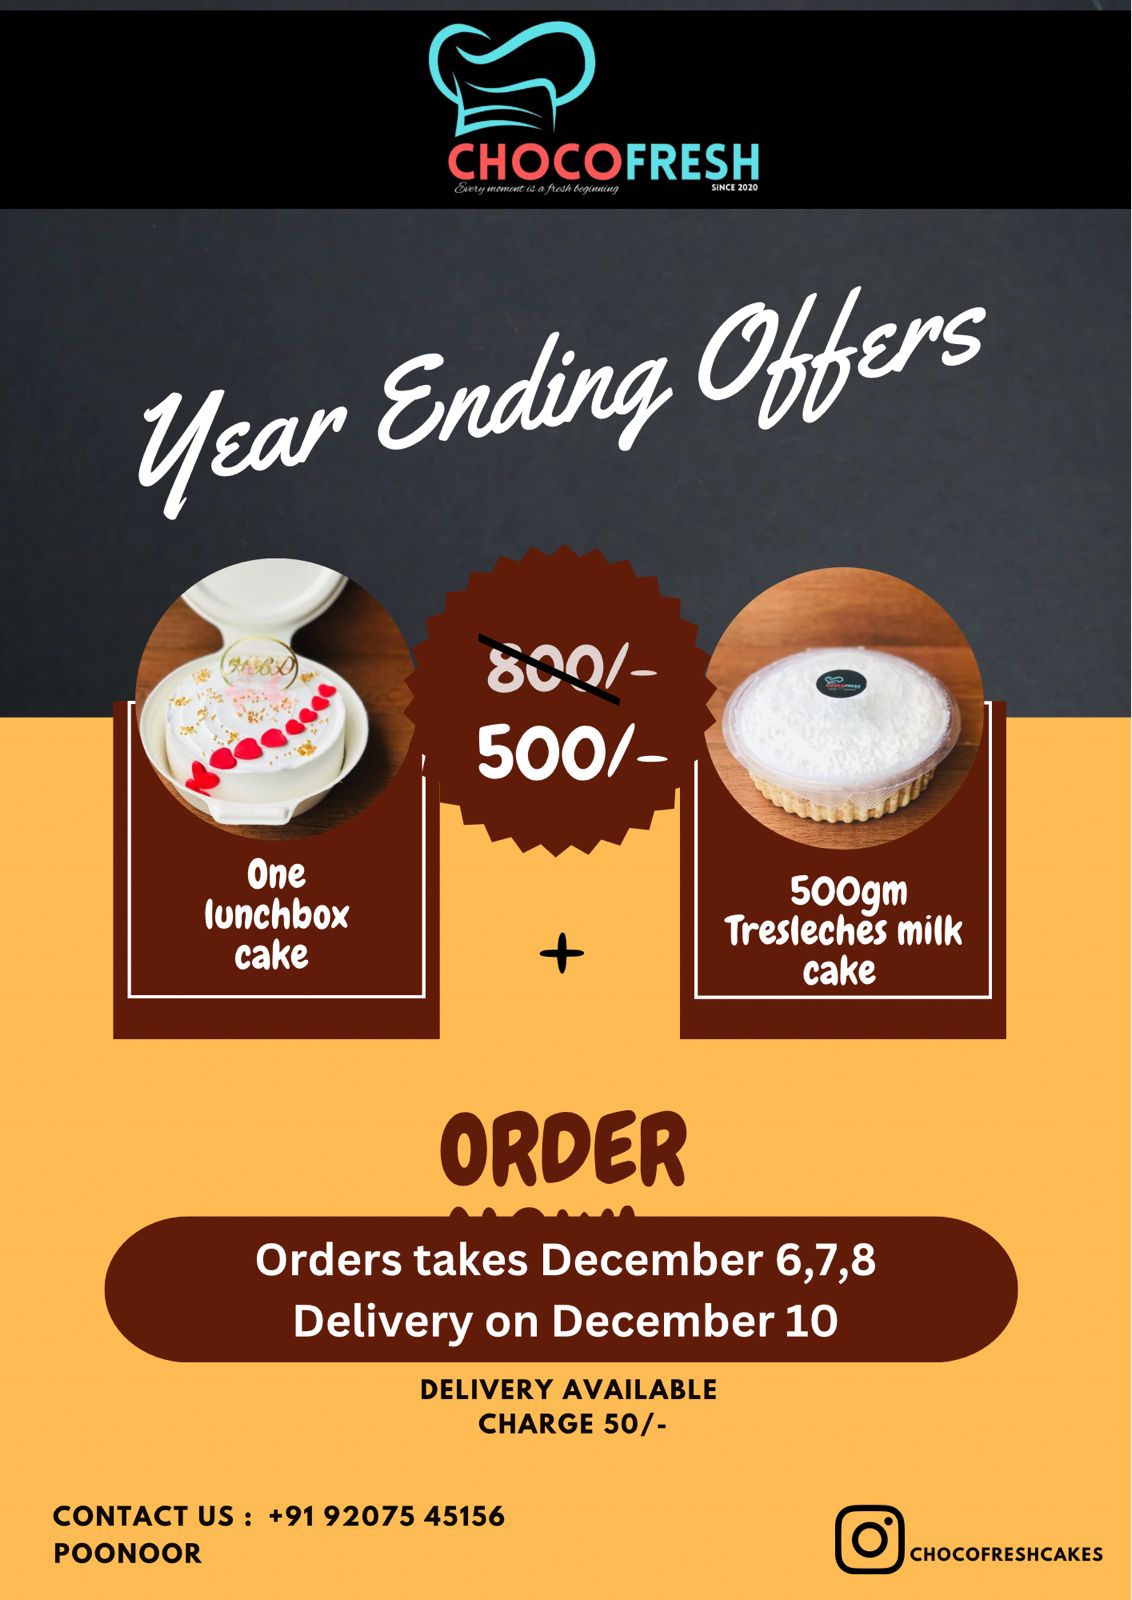 CHOCOFRESH
Every moment is a fresh beginning
SINCE 2020
Year Ending Offers
800/-
500/-
CHOCOFRESH
One
lunchbox
cake
+
500gm
Tresleches milk
cake
ORDER
Orders takes December 6,7,8
Delivery on December 10
DELIVERY AVAILABLE
CHARGE 50/-
CONTACT US : +91 92075 45156
POONOOR
CHOCOFRESHCAKES